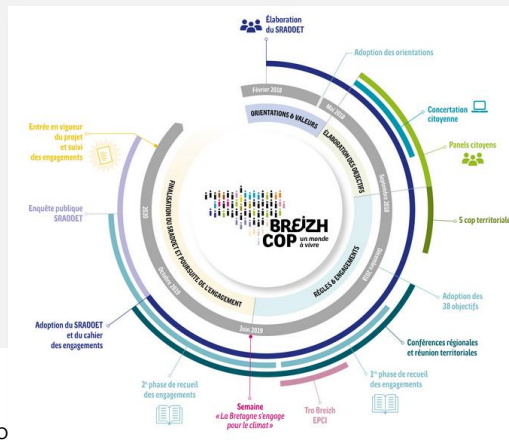 Élaboration
du SRADDET
Adoption des orientations
Février 2018
Mai 2018
ORIENTATIONS & VALEURS
ÉLABORATION DES OBJECTIFS
Concertation
citoyenne
Panels citoyens
Septembre 2018
5 cop territoriale
Décembre 2018
Adoption des
38 objectifs
RÈGLES & ENGAGEMENTS
Conférences régionales
et réunion territoriales
1e phase de recueil
des engagements
Tro Breizh
EPCI
Juin 2019
Semaine
« La Bretagne s'engage
pour le climat »
2e phase de recueil
des engagements
Octobre 2019
Adoption du SRADDET
et du cahier
des engagements
FINALISATION DU SRADDET ET POURSUITE DE L'ENGAGEMENT
2020
Enquête publique
SRADDET
Entrée en vigueur
du projet
et suivi
des engagements
BREIZH
COP un monde
à vivre